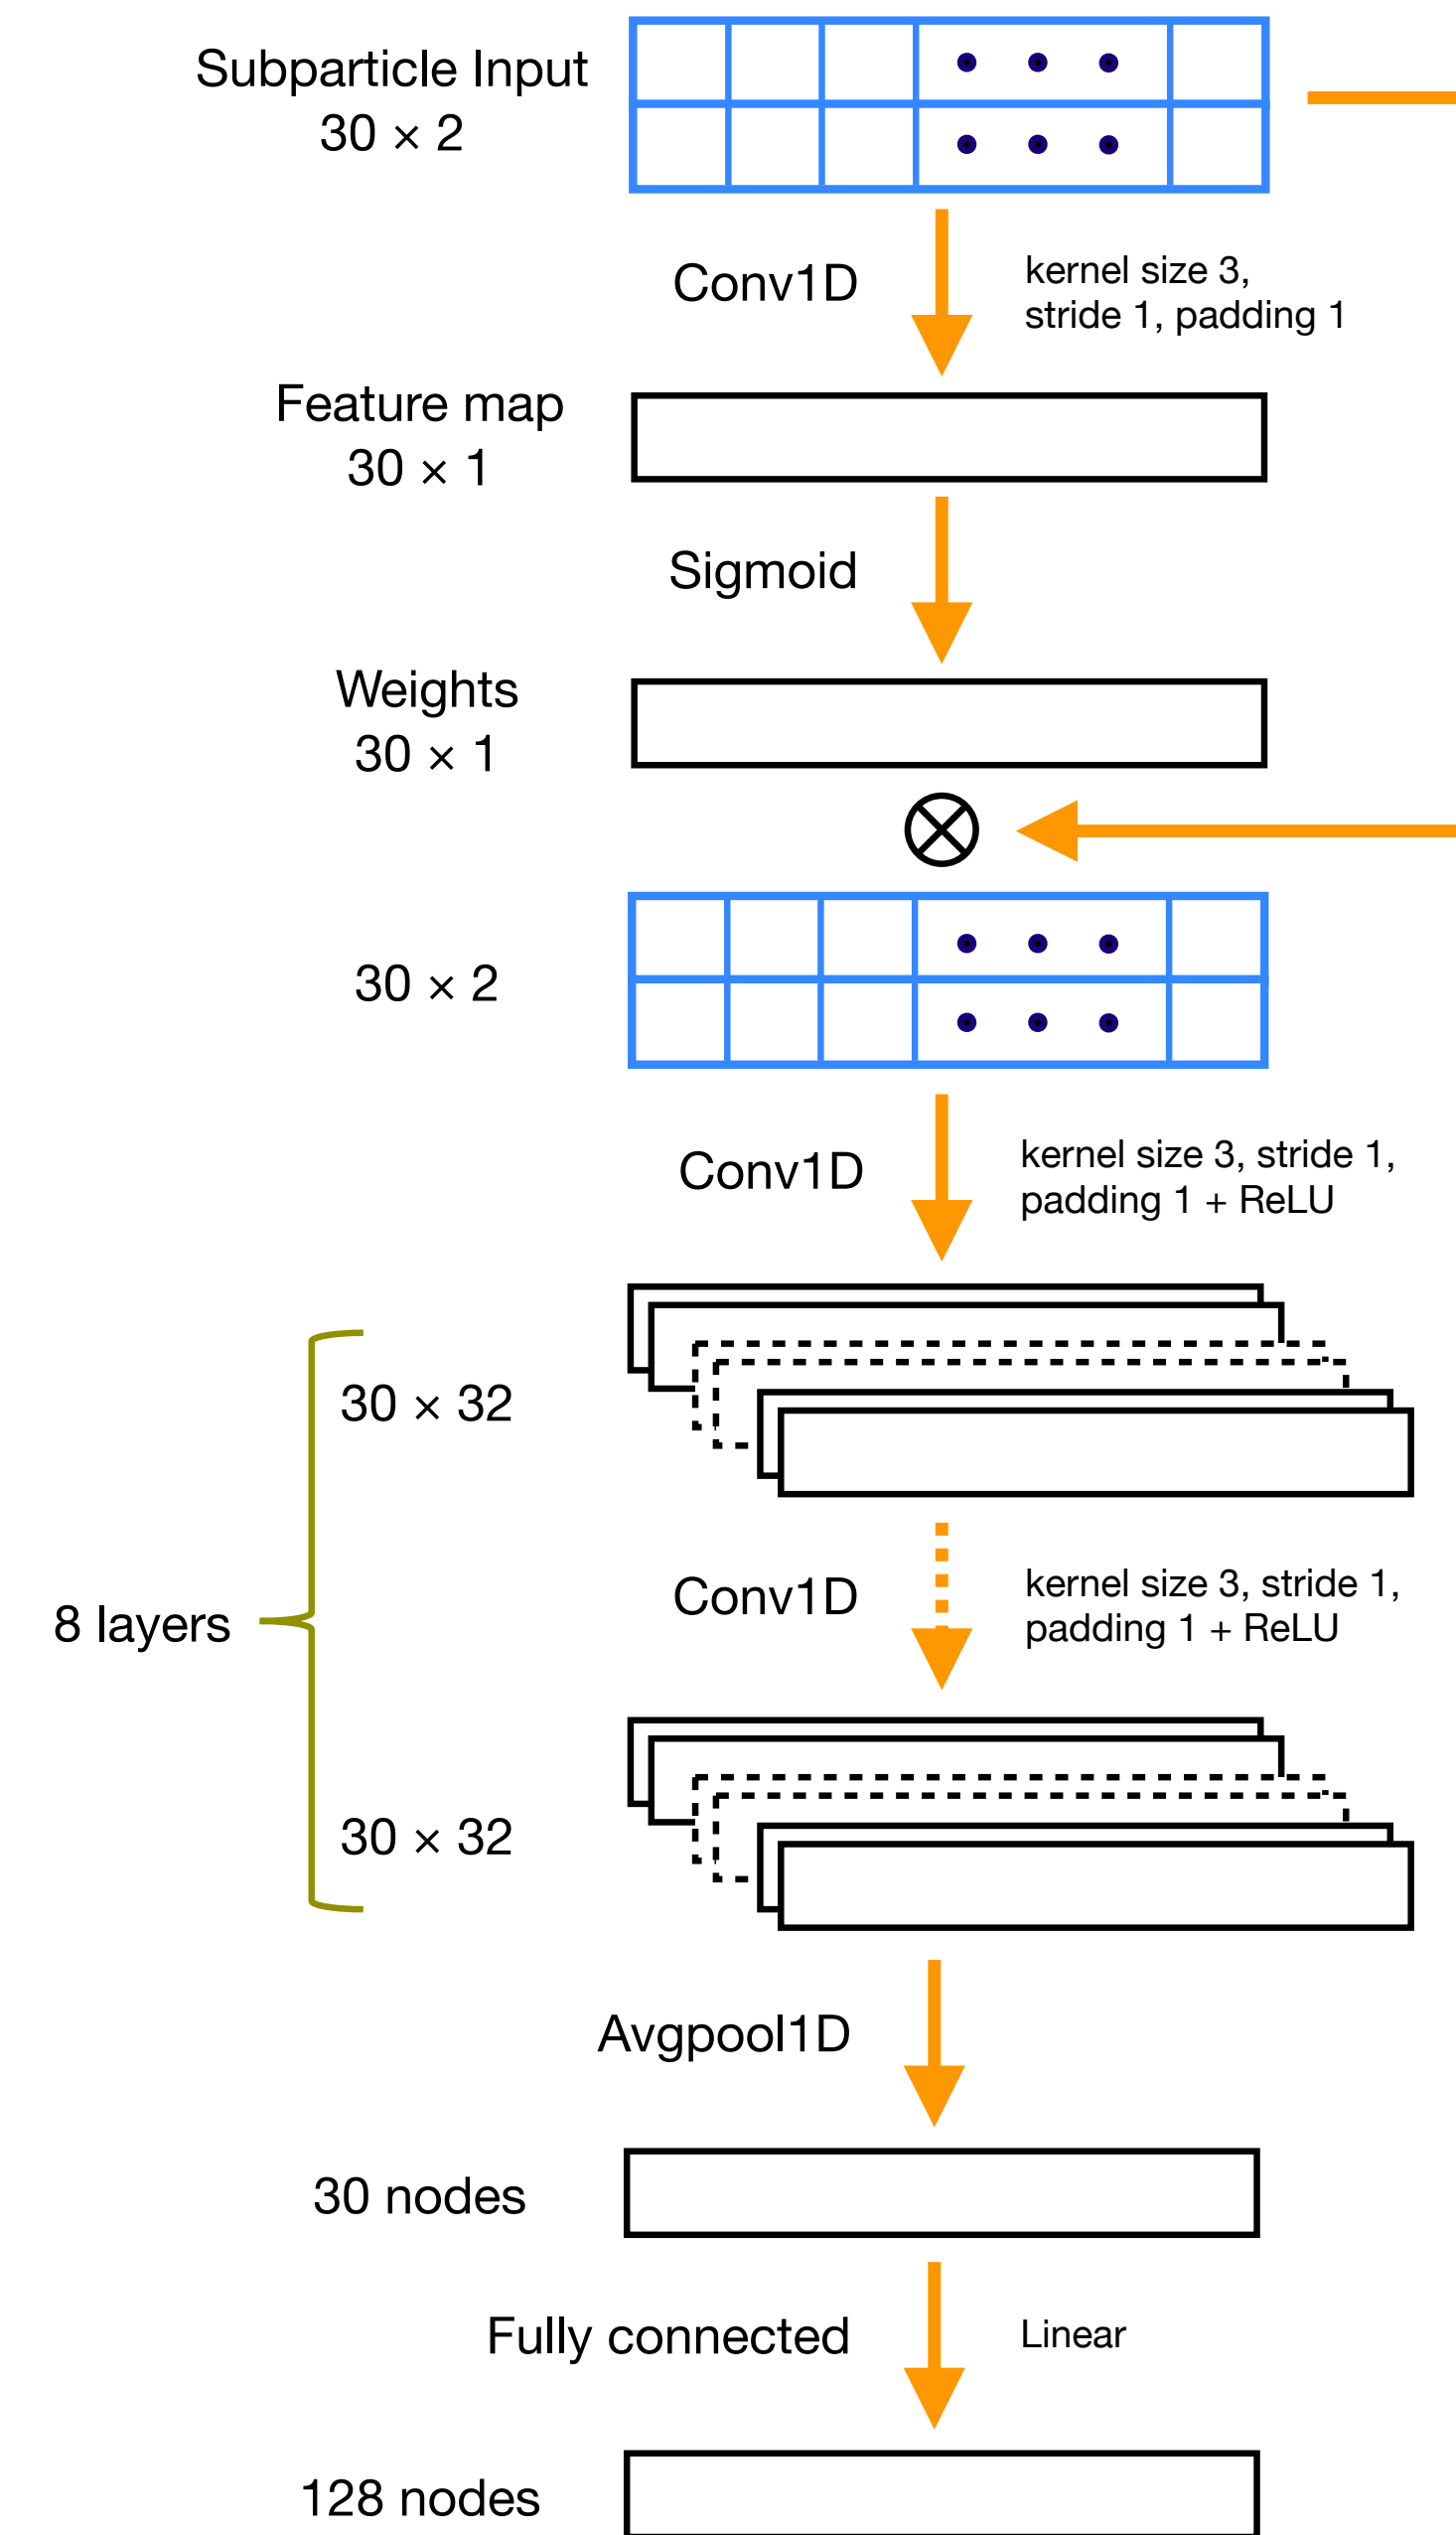 Subparticle Input
30 × 2
Conv1D
kernel size 3,
stride 1, padding 1
Feature map
30 × 1
Sigmoid
Weights
30 × 1
30 × 2
Conv1D
kernel size 3, stride 1,
padding 1 + ReLU
30 × 32
8 layers
Conv1D
kernel size 3, stride 1,
padding 1 + ReLU
30 × 32
Avgpool1D
30 nodes
Fully connected
Linear
128 nodes